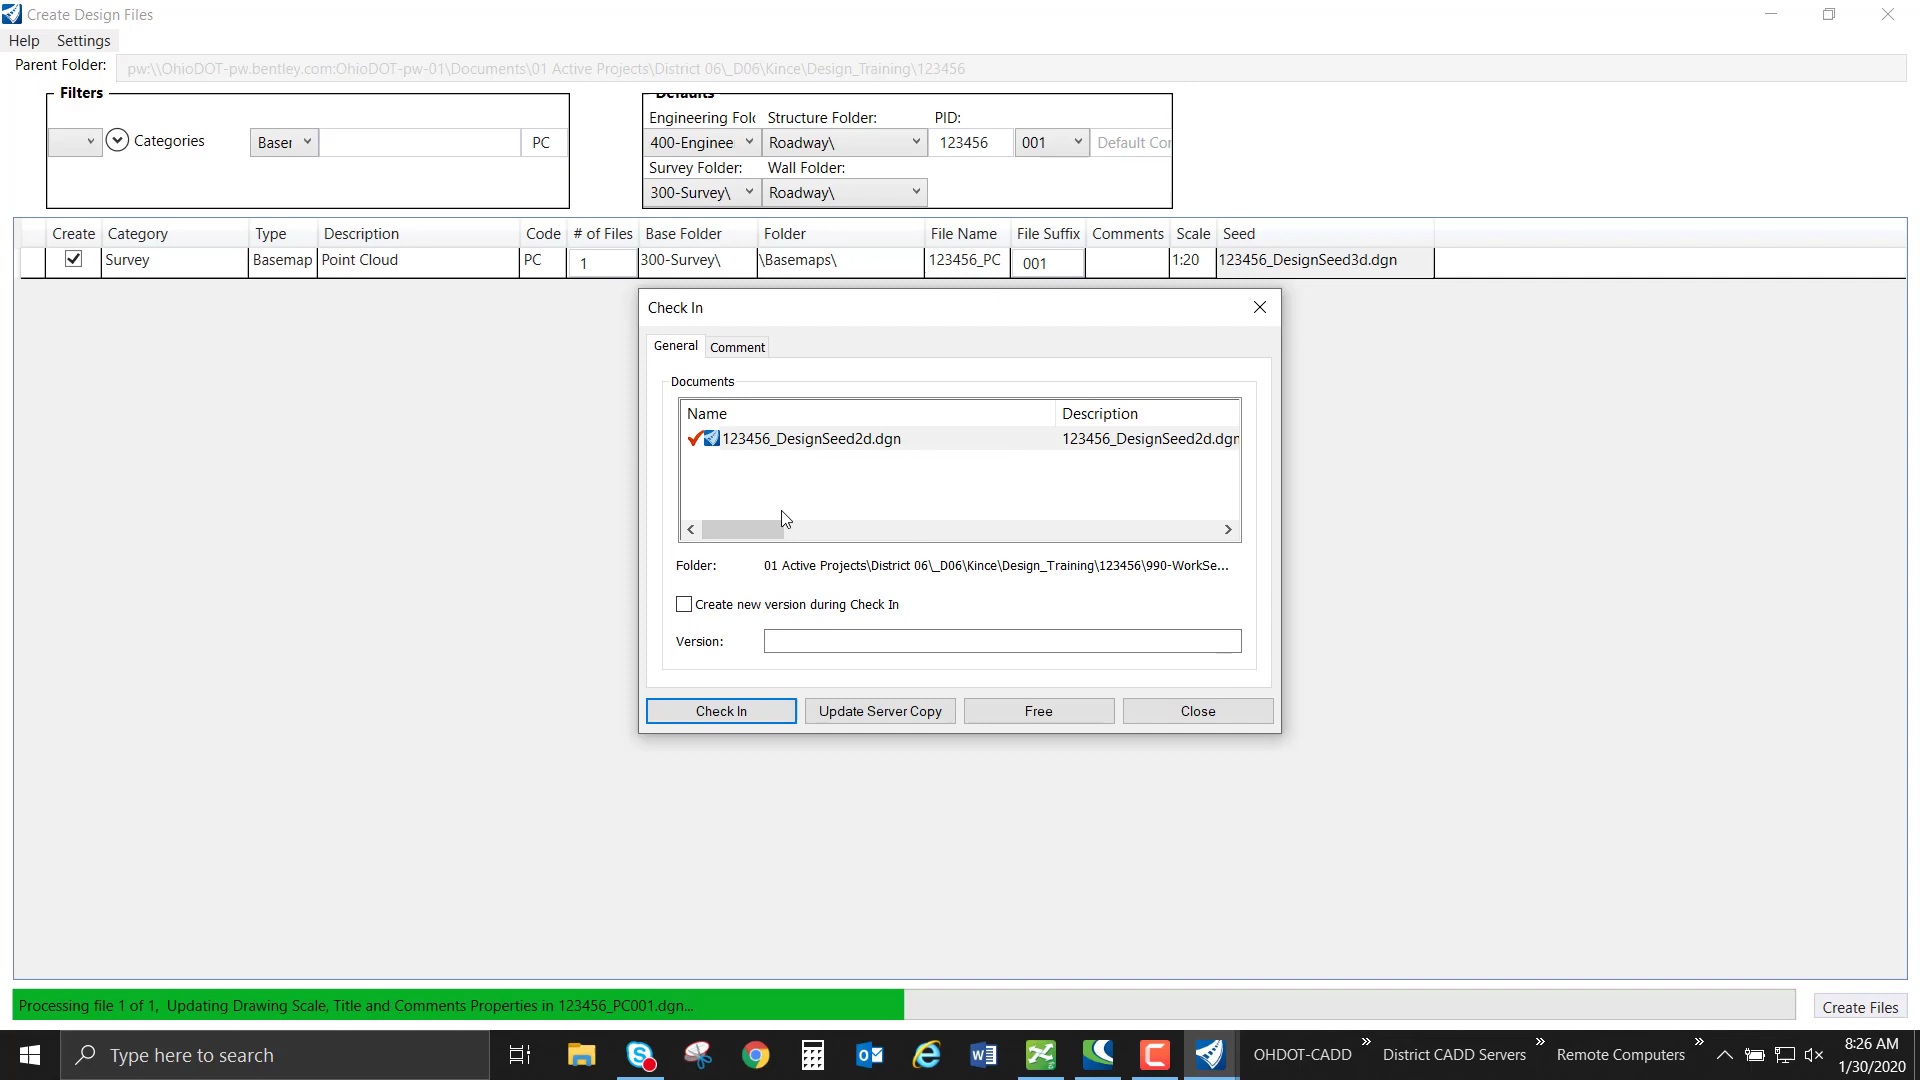 Create Design Files
Help Settings
Parent Folder: pw:\\OhioDOT-pw.bentley.com:OhioDOT-pw-01\Documents\01 Active Projects\District 06\_D06\Kince\Design_Training\123456
Filters
Categories Baser PC
Defaults
Engineering Folc Structure Folder: PID:
400-Enginee Roadway\ 123456 001 Default Cor
Survey Folder: Wall Folder:
300-Survey\ Roadway\
Create Category Type Description Code # of Files Base Folder Folder File Name File Suffix Comments Scale Seed
Survey Basemap Point Cloud PC 1 300-Survey\ \Basemaps\ 123456_PC 001 1:20 123456_DesignSeed3d.dgn
Check In
General Comment
Documents
Name Description
123456_DesignSeed2d.dgn 123456_DesignSeed2d.dgn
Folder: 01 Active Projects\District 06\_D06\Kince\Design_Training\123456\990-WorkSe...
Create new version during Check In
Version:
Check In Update Server Copy Free Close
Processing file 1 of 1, Updating Drawing Scale, Title and Comments Properties in 123456_PC001.dgn...
Create Files
Type here to search
OHDOT-CADD » District CADD Servers » Remote Computers »
8:26 AM
1/30/2020